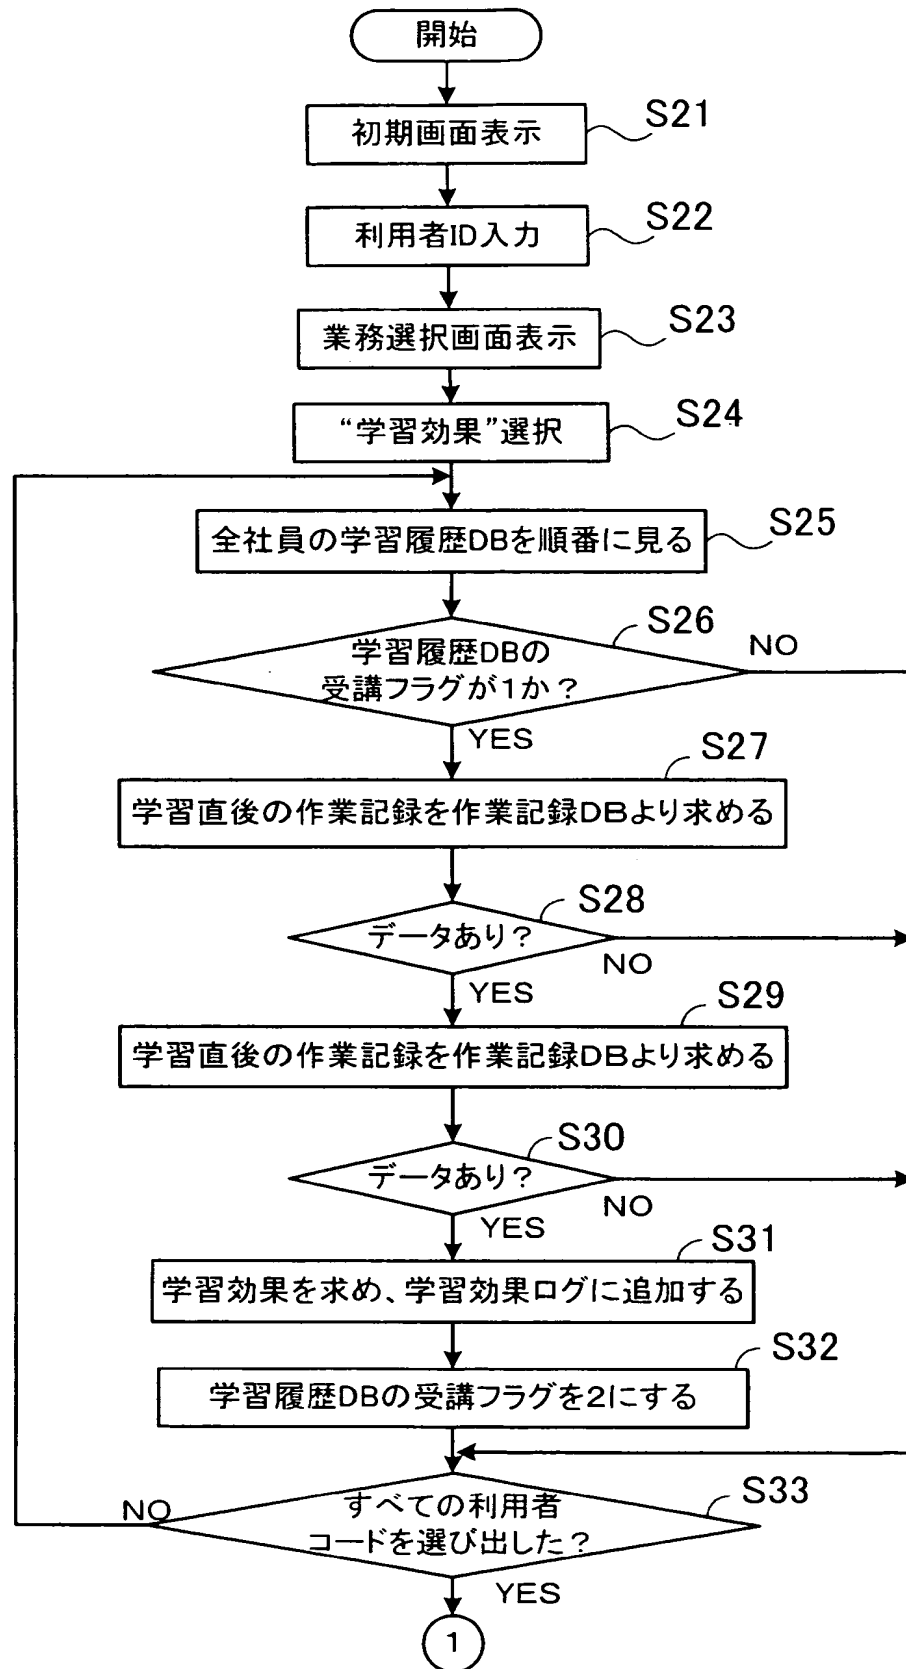 開始
初期画面表示
S21
利用者ID入力
S22
業務選択画面表示
S23
“学習効果”選択
S24
全社員の学習履歴DBを順番に見る
S25
学習履歴DBの
受講フラグが1か?
S26
NO
YES
学習直後の作業記録を作業記録DBより求める
S27
データあり?
S28
NO
YES
学習直後の作業記録を作業記録DBより求める
S29
データあり?
S30
NO
YES
学習効果を求め、学習効果ログに追加する
S31
学習履歴DBの受講フラグを2にする
S32
すべての利用者
コードを選び出した?
S33
NO
YES
1